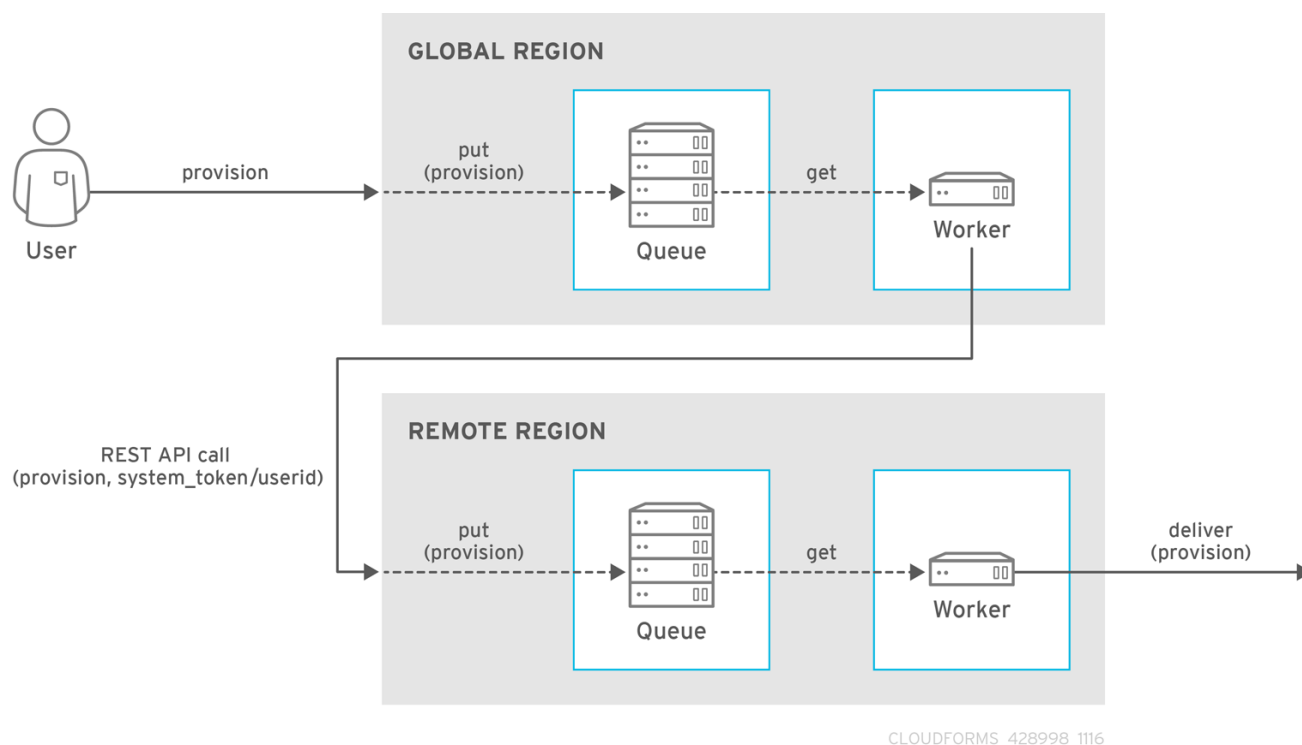 GLOBAL REGION
provision
put
(provision)
get
User
Queue
Worker
REMOTE REGION
REST API call
(provision, system_token/userid)
put
(provision)
get
deliver
(provision)
Queue
Worker
CLOUDFORMS 428998 1116